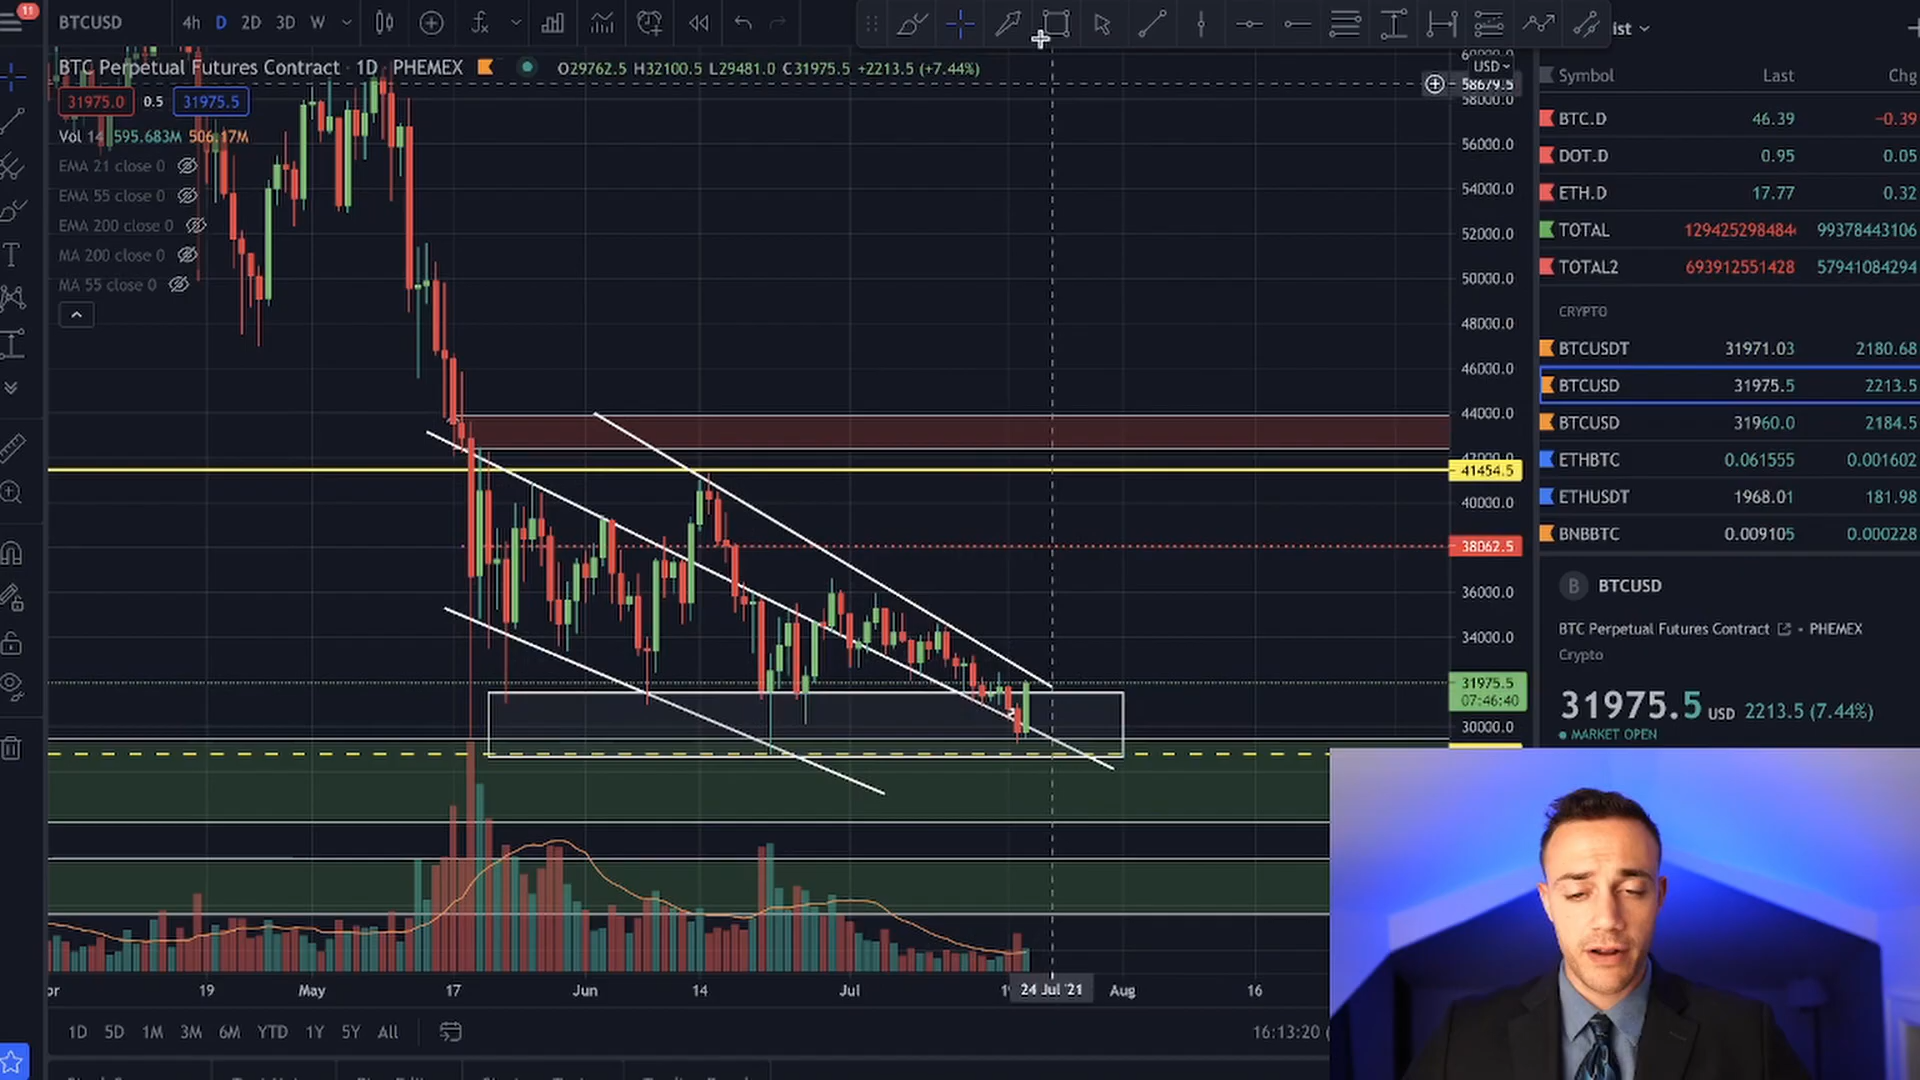 11
BTCUSD 4h D 2D 3D W
ist
BTC Perpetual Futures Contract · 1D PHEMEX O29762.5 H32100.5 L29481.0 C31975.5 +2213.5 (+7.44%)
31975.0 0.5 31975.5
Vol 14 595.683M 506.17M
EMA 21 close 0
EMA 55 close 0
EMA 200 close 0
MA 200 close 0
MA 55 close 0
USD
58679.5
58000.0
56000.0
54000.0
52000.0
50000.0
48000.0
46000.0
44000.0
42000.0
41454.5
40000.0
38062.5
36000.0
34000.0
31975.5
07:46:40
30000.0
19 May 17 Jun 14 Jul 24 Jul '21 Aug 16
1D 5D 1M 3M 6M YTD 1Y 5Y All
16:13:20 (
Symbol Last Chg
BTC.D 46.39 −0.39
DOT.D 0.95 0.05
ETH.D 17.77 0.32
TOTAL 129425298484 99378443106
TOTAL2 693912551428 57941084294
CRYPTO
BTCUSDT 31971.03 2180.68
BTCUSD 31975.5 2213.5
BTCUSD 31960.0 2184.5
ETHBTC 0.061555 0.001602
ETHUSDT 1968.01 181.98
BNBBTC 0.009105 0.000228
B BTCUSD
BTC Perpetual Futures Contract • PHEMEX
Crypto
31975.5 USD 2213.5 (7.44%)
MARKET OPEN